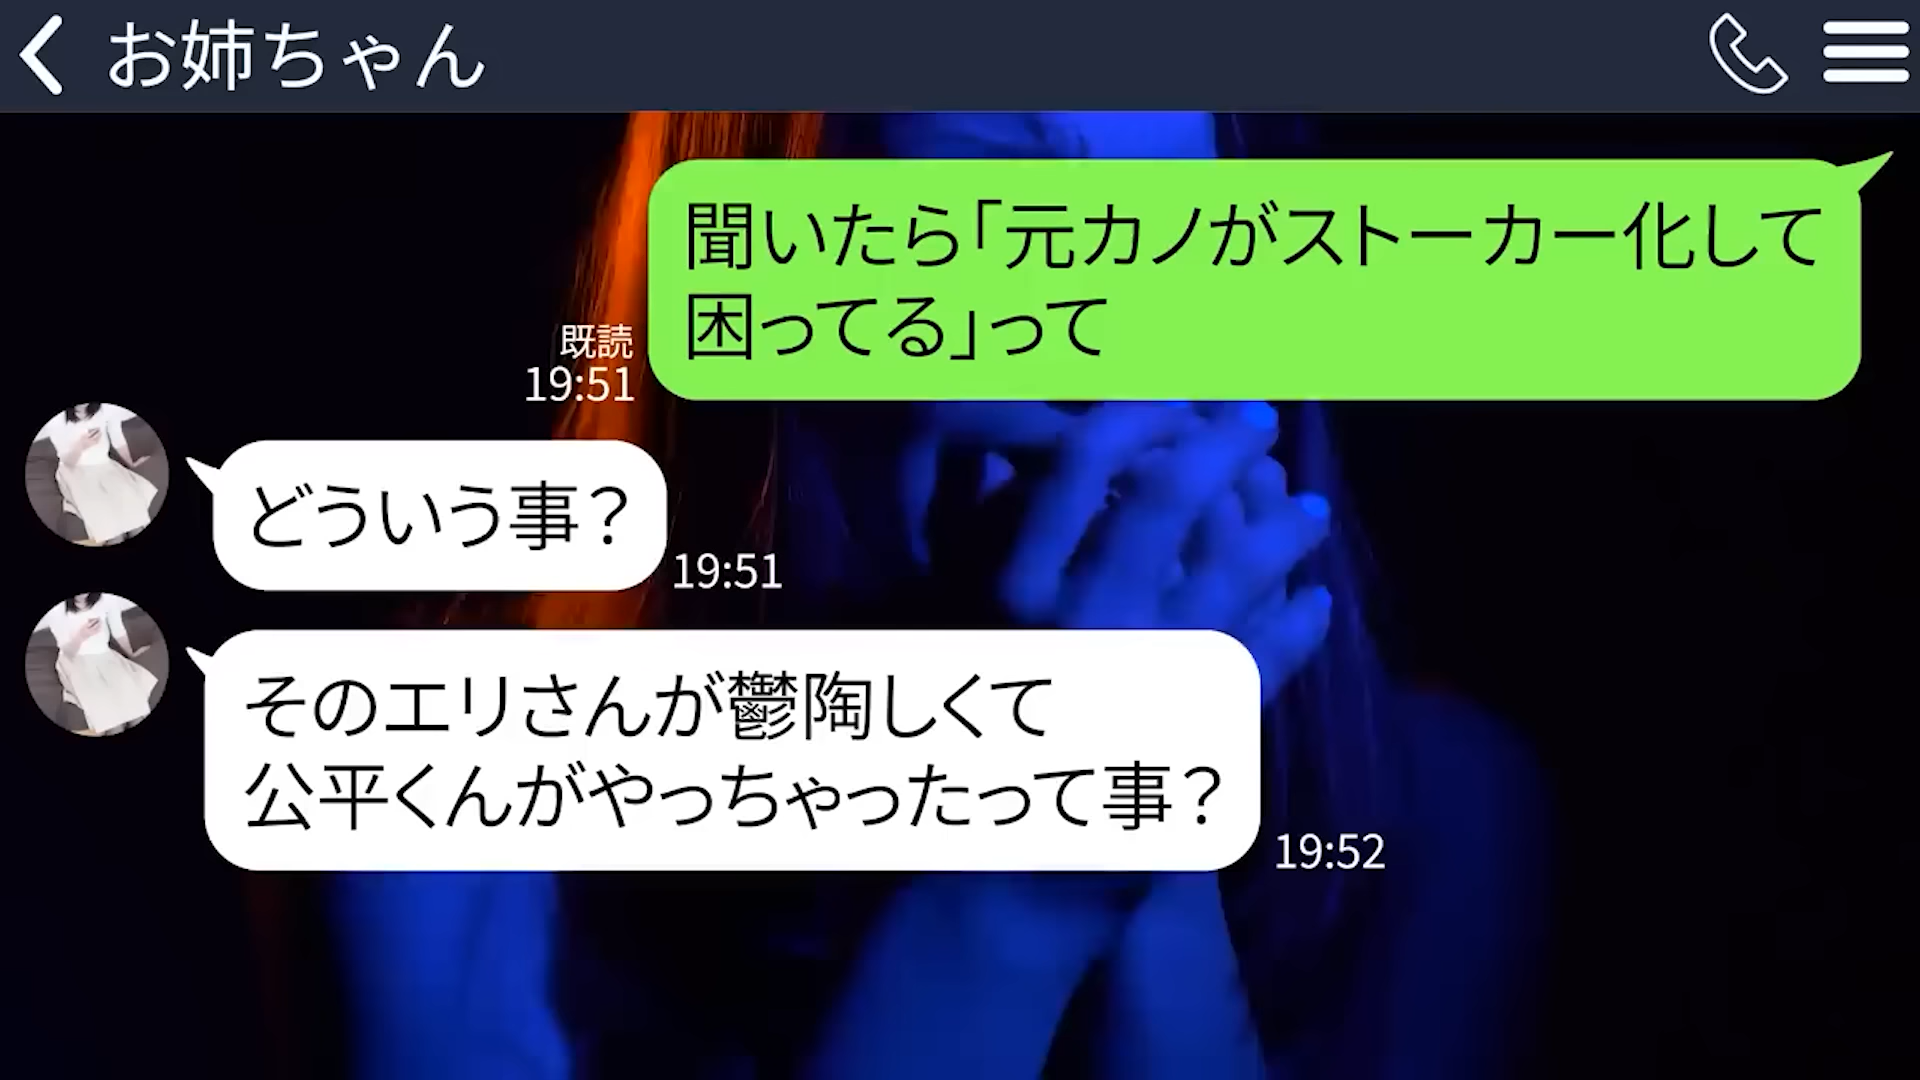 お姉ちゃん
聞いたら「元カノがストーカー化して
困ってる」って
既読
19:51
どういう事?
19:51
そのエリさんが鬱陶しくて
公平くんがやっちゃったって事?
19:52